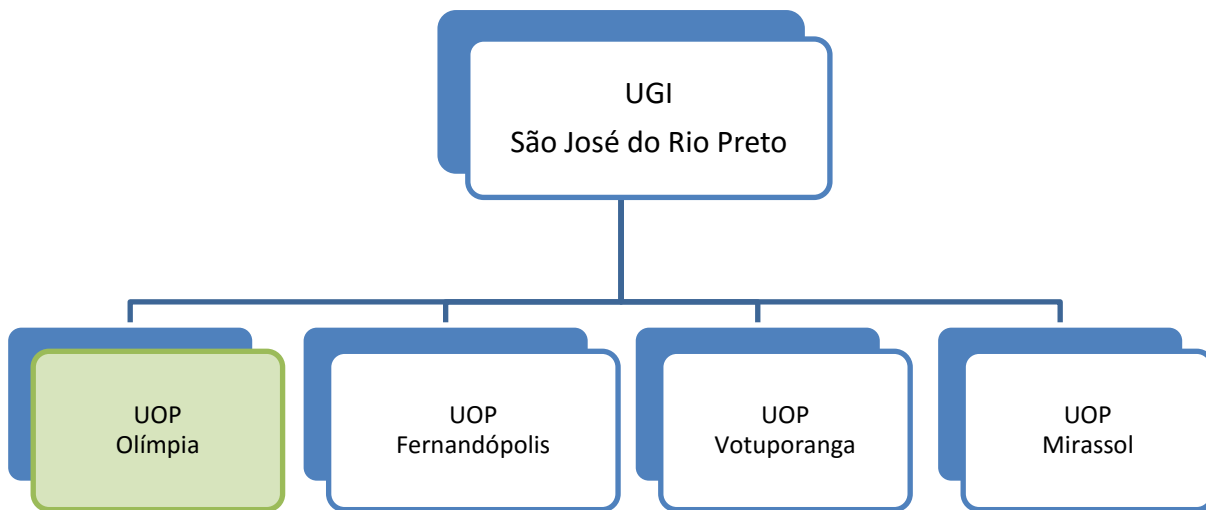 UGI
São José do Rio Preto
UOP
Olímpia
UOP
Fernandópolis
UOP
Votuporanga
UOP
Mirassol